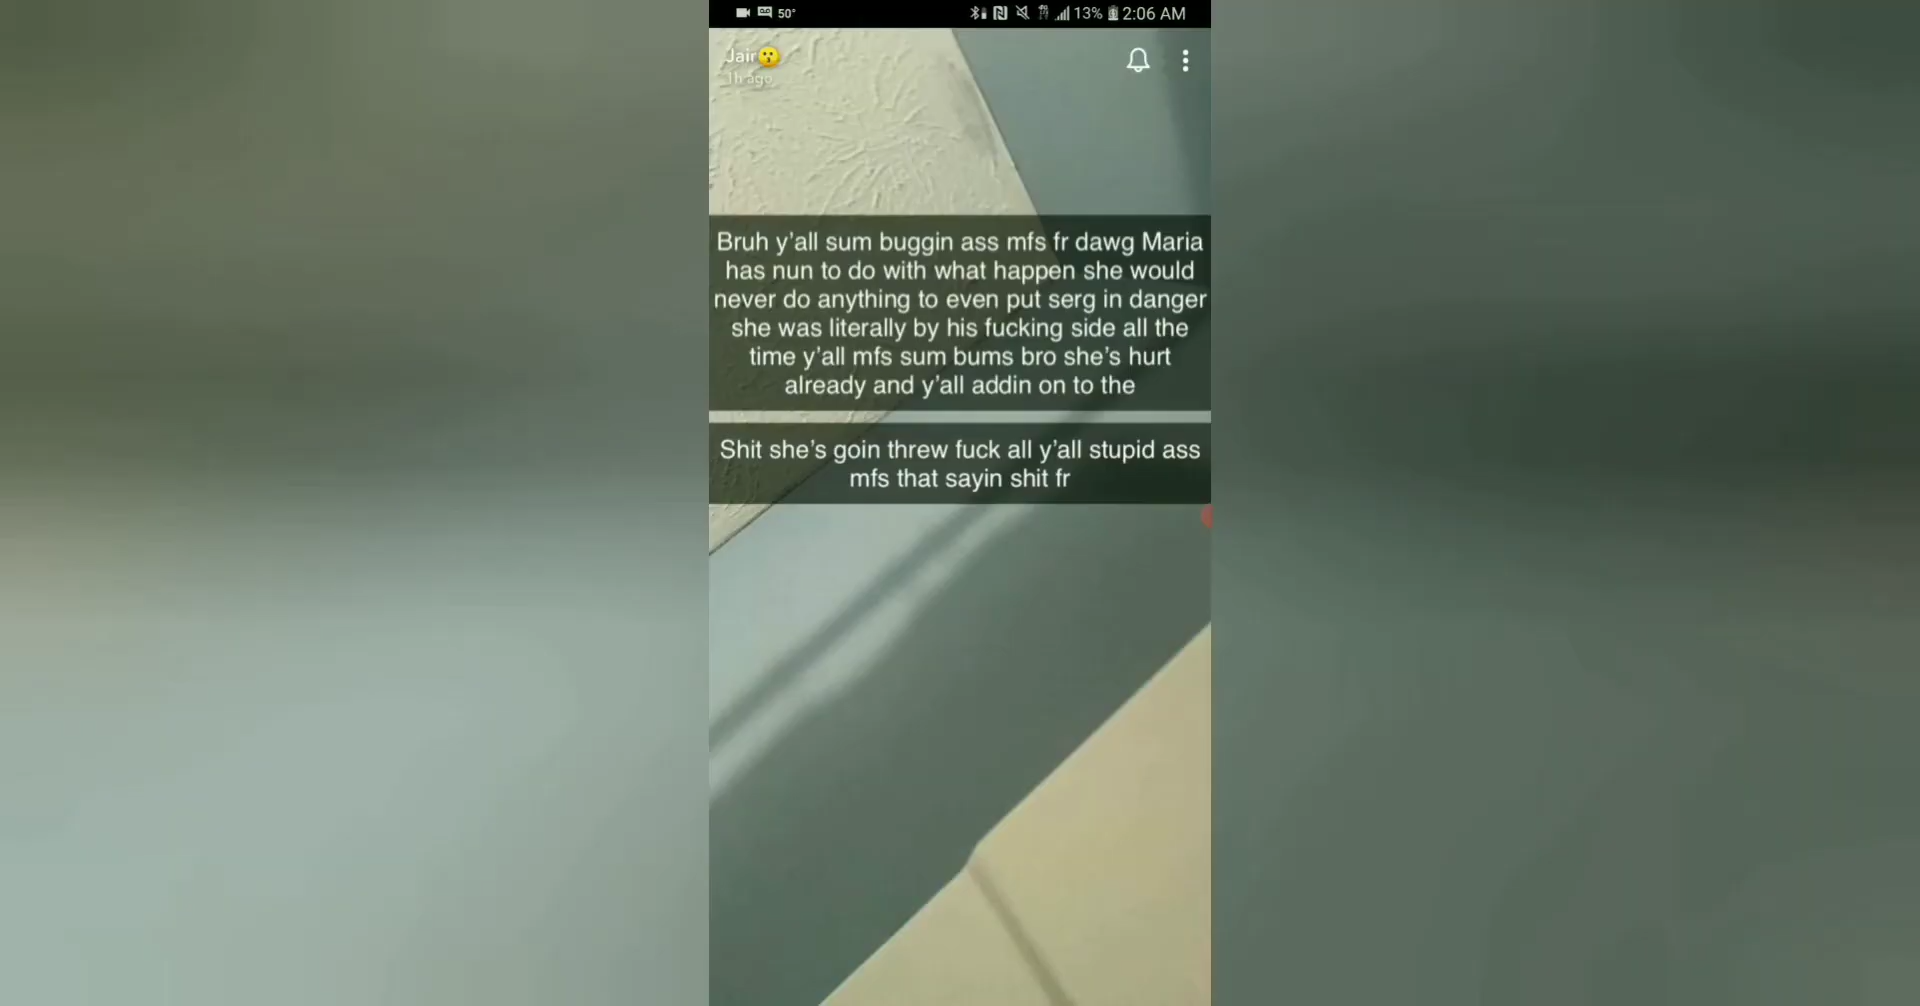 50°
13% 2:06 AM
Jair😗
1h ago
Bruh y'all sum buggin ass mfs fr dawg Maria
has nun to do with what happen she would
never do anything to even put serg in danger
she was literally by his fucking side all the
time y'all mfs sum bums bro she's hurt
already and y'all addin on to the
Shit she's goin threw fuck all y'all stupid ass
mfs that sayin shit fr